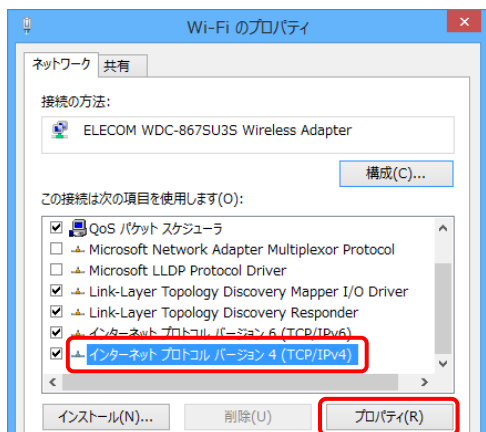 Wi-Fi のプロパティ
ネットワーク 共有
接続の方法:
ELECOM WDC-867SU3S Wireless Adapter
構成(C)...
この接続は次の項目を使用します(O):
QoS パケット スケジューラ
Microsoft Network Adapter Multiplexor Protocol
Microsoft LLDP Protocol Driver
Link-Layer Topology Discovery Mapper I/O Driver
Link-Layer Topology Discovery Responder
インターネット プロトコル バージョン 6 (TCP/IPv6)
インターネット プロトコル バージョン 4 (TCP/IPv4)
インストール(N)... 削除(U) プロパティ(R)